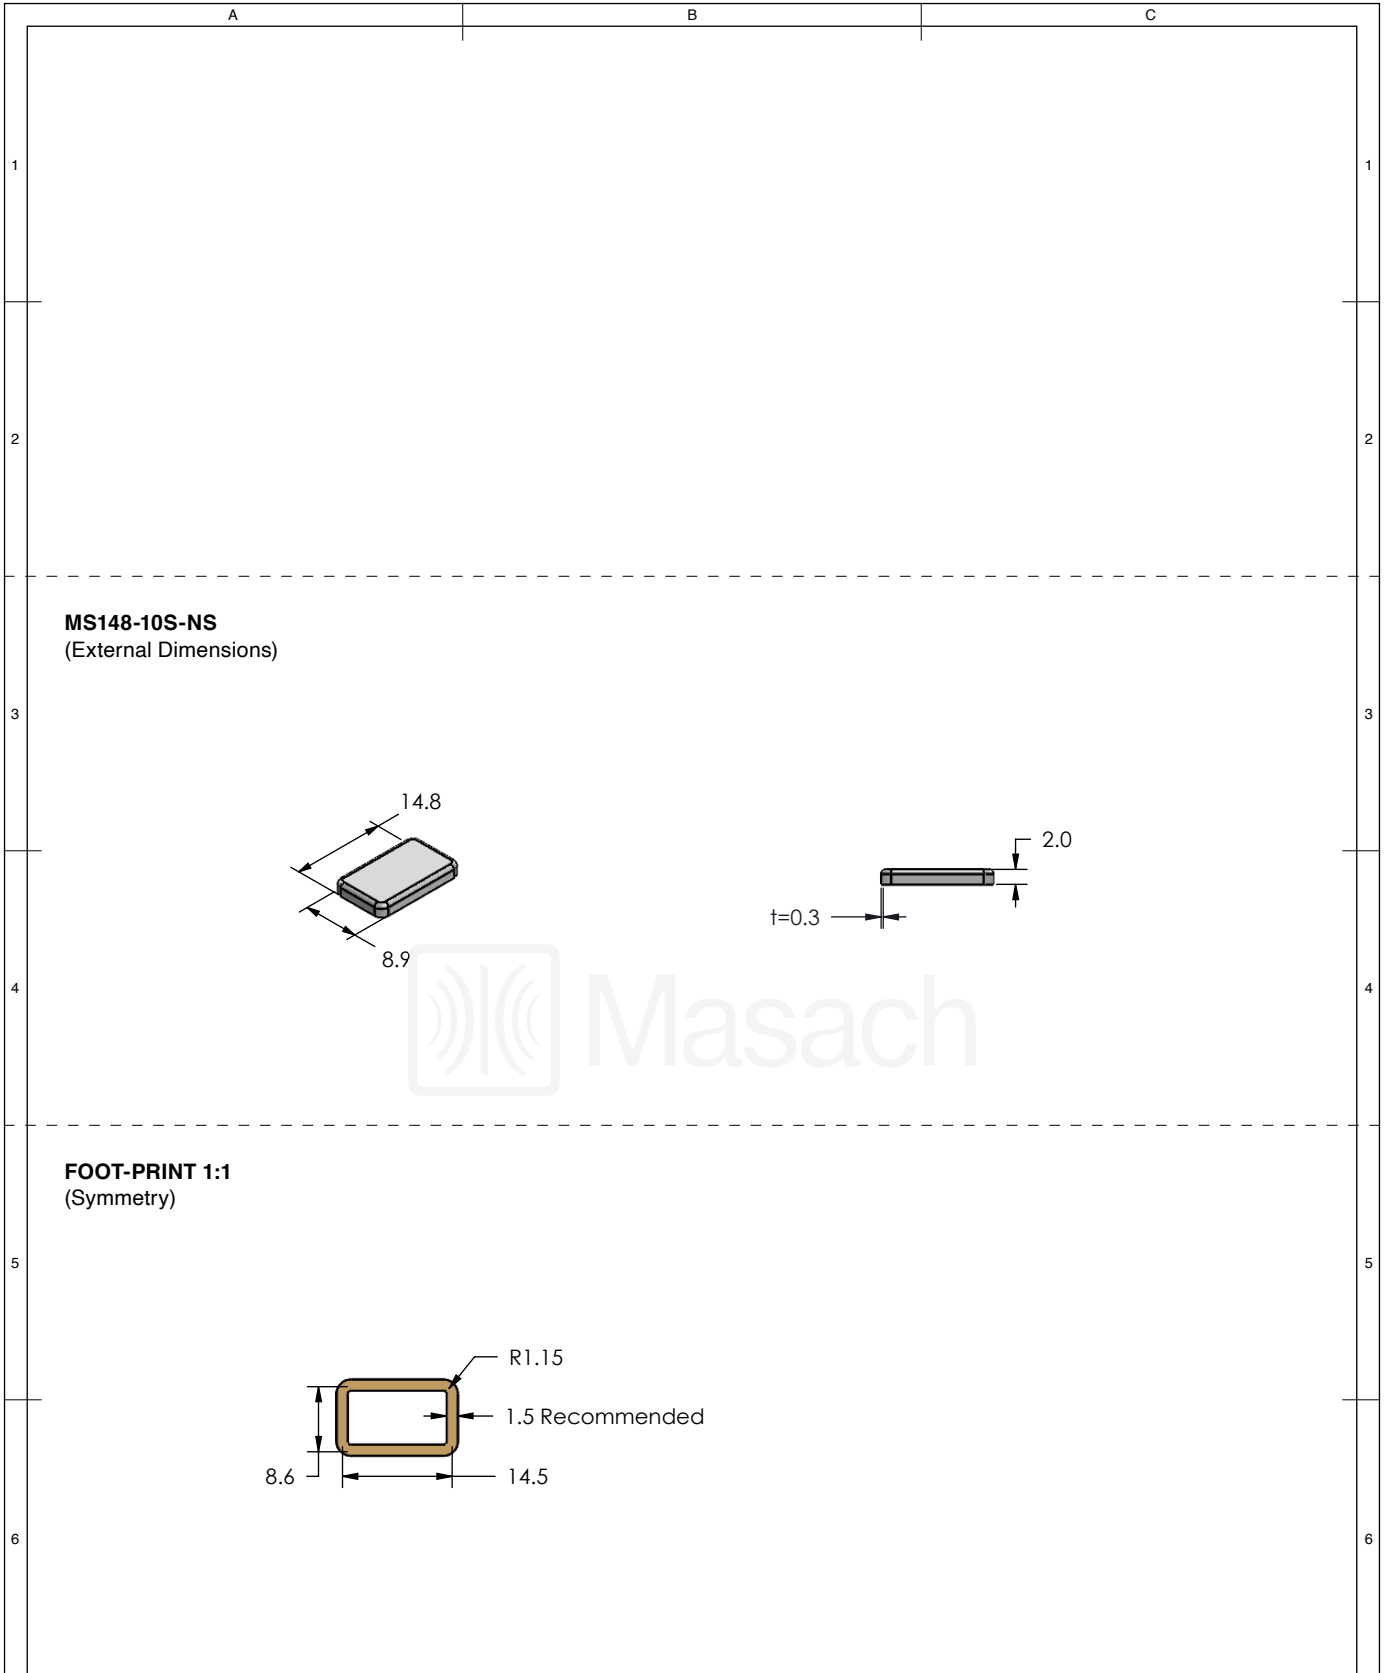 A B C
1 1
2 2
MS148-10S-NS
(External Dimensions)
3 3
14.8
2.0
t=0.3
8.9
4 4
Masach
FOOT-PRINT 1:1
(Symmetry)
5 5
R1.15
1.5 Recommended
8.6 14.5
6 6